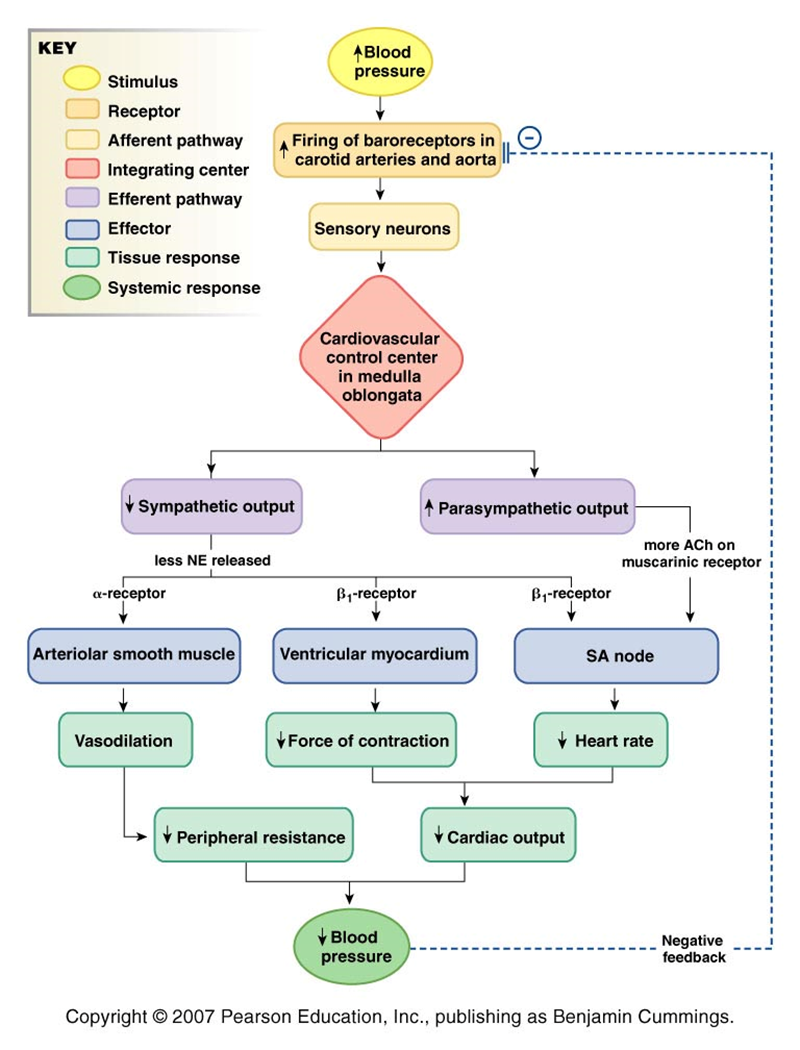 KEY
Stimulus
Receptor
Afferent pathway
Integrating center
Efferent pathway
Effector
Tissue response
Systemic response
↑Blood
pressure
↑ Firing of baroreceptors in
carotid arteries and aorta
−
Sensory neurons
Cardiovascular
control center
in medulla
oblongata
↓ Sympathetic output
↑ Parasympathetic output
less NE released
more ACh on
muscarinic receptor
α-receptor
β₁-receptor
β₁-receptor
Arteriolar smooth muscle
Ventricular myocardium
SA node
Vasodilation
↓ Force of contraction
↓ Heart rate
↓ Peripheral resistance
↓ Cardiac output
↓ Blood
pressure
Negative
feedback
Copyright © 2007 Pearson Education, Inc., publishing as Benjamin Cummings.